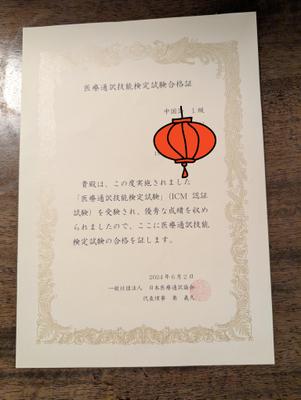 医療通訳技能検定試験合格証
中国 １級
貴殿は、この度実施されました
「医療通訳技能検定試験」（ICM 認証
試験）を受験され、優秀な成績を収め
られましたので、ここに医療通訳技能
検定試験の合格を証します。
2024年6月2日
一般社団法人 日本医療通訳協会
代表理事